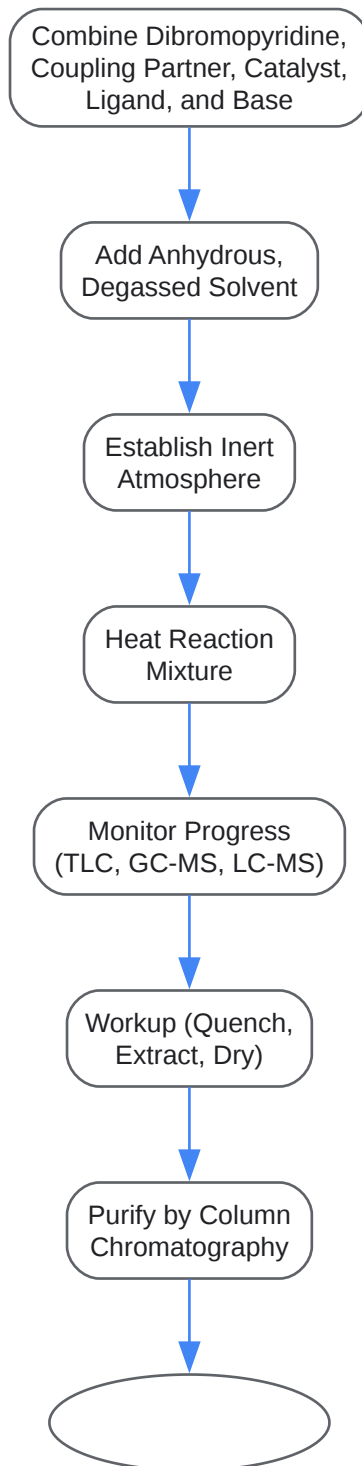 Combine Dibromopyridine,
Coupling Partner, Catalyst,
Ligand, and Base
Add Anhydrous,
Degassed Solvent
Establish Inert
Atmosphere
Heat Reaction
Mixture
Monitor Progress
(TLC, GC-MS, LC-MS)
Workup (Quench,
Extract, Dry)
Purify by Column
Chromatography